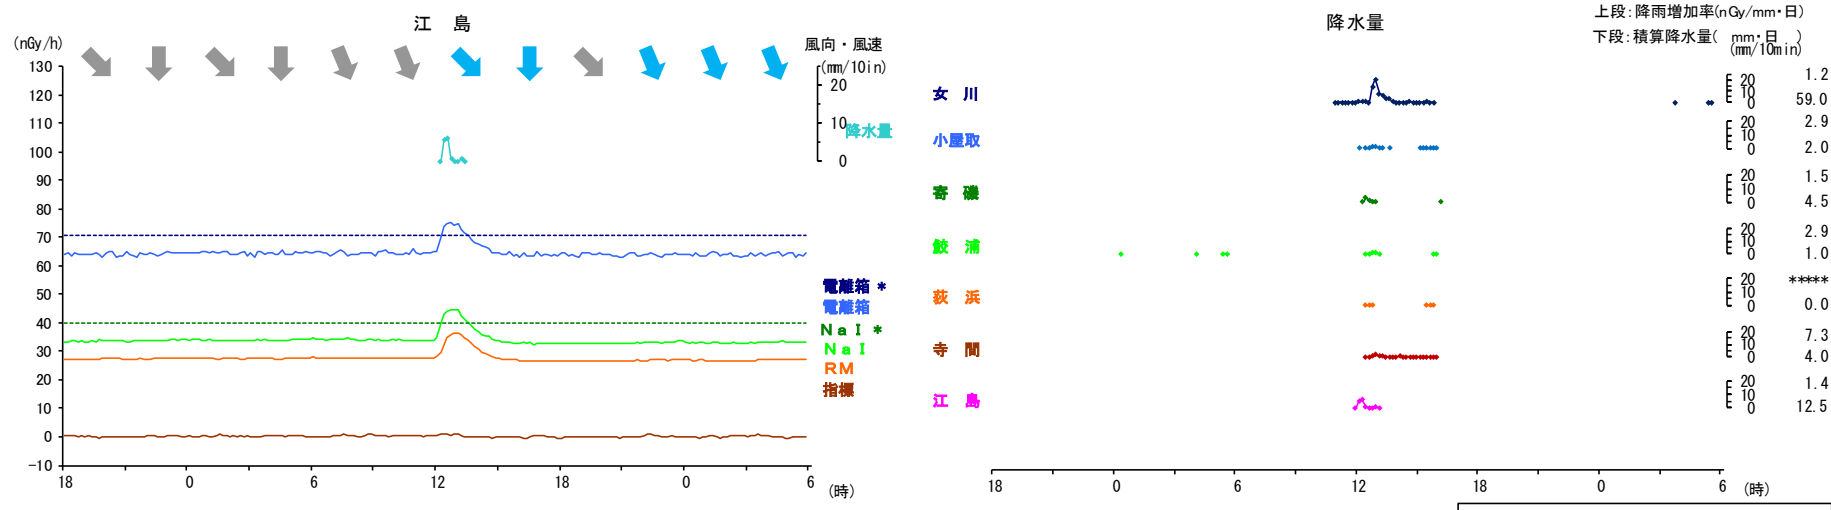 江　島
(nGy/h)
風向・風速
(mm/10min)
130
120
110
100
90
80
70
60
50
40
30
20
10
0
-10
20
10
0
降水量
電離箱 *
電離箱
NaI *
NaI
RM
指標
18
0
6
12
18
0
6
(時)
降水量
上段：降雨増加率(nGy/mm・日)
下段：積算降水量(　mm・日　)
(mm/10min)
女　川
20
10
0
1.2
59.0
小屋取
20
10
0
2.9
2.0
寄　磯
20
10
0
1.5
4.5
鮫　浦
20
10
0
2.9
1.0
荻　浜
20
10
0
*****
0.0
寺　間
20
10
0
7.3
4.0
江　島
20
10
0
1.4
12.5
18
0
6
12
18
0
6
(時)